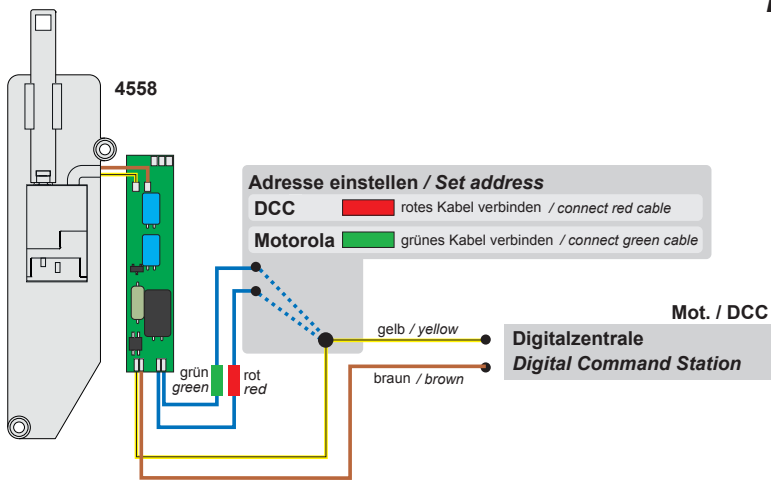 4558
Adresse einstellen / Set address
DCC rotes Kabel verbinden / connect red cable
Motorola grünes Kabel verbinden / connect green cable
Mot. / DCC
gelb / yellow
Digitalzentrale
Digital Command Station
braun / brown
grün
green
rot
red